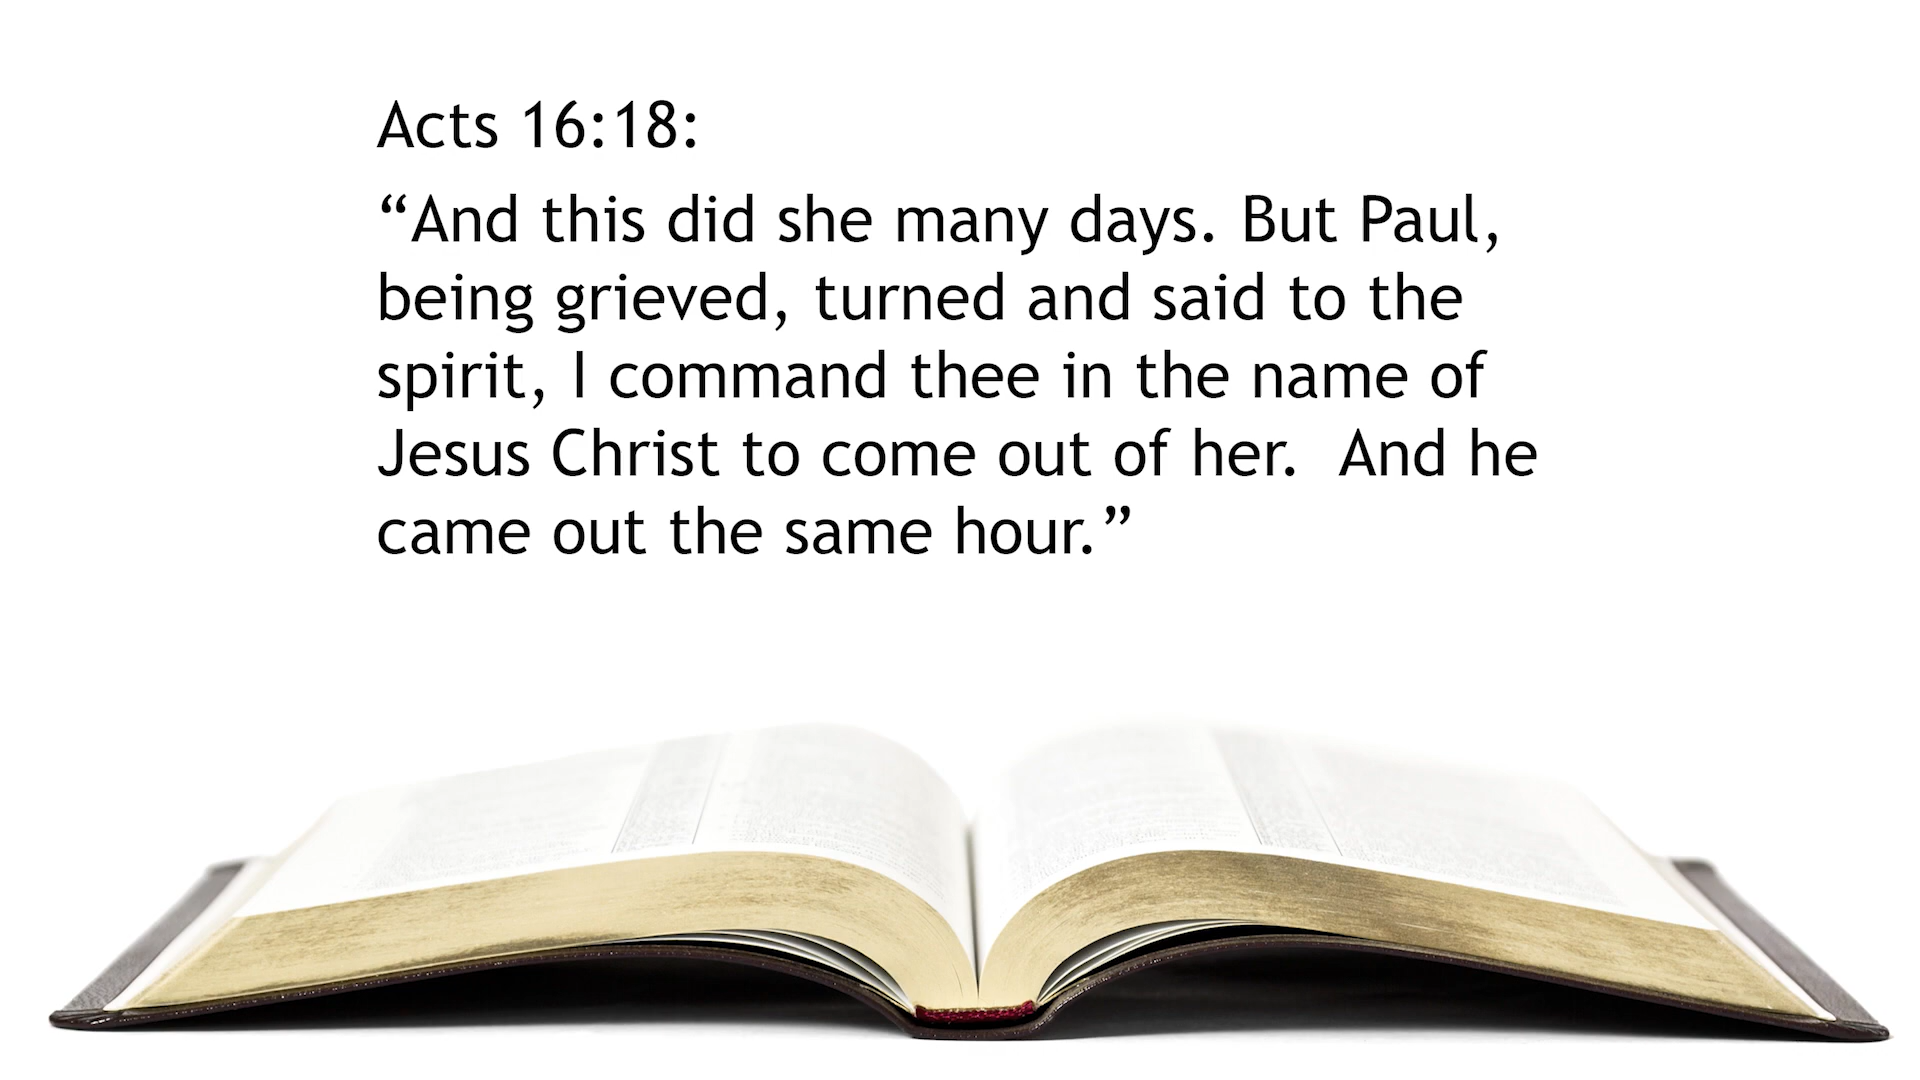 Acts 16:18:
“And this did she many days. But Paul,
being grieved, turned and said to the
spirit, I command thee in the name of
Jesus Christ to come out of her.  And he
came out the same hour.”